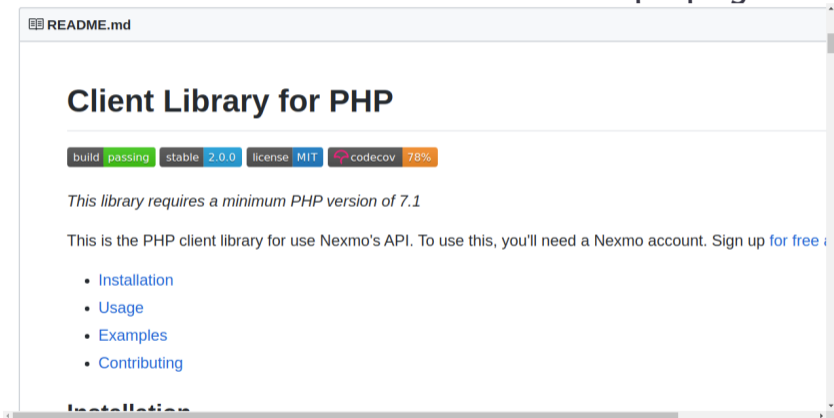 README.md
Client Library for PHP
build passing stable 2.0.0 license MIT codecov 78%
This library requires a minimum PHP version of 7.1
This is the PHP client library for use Nexmo's API. To use this, you'll need a Nexmo account. Sign up for free
Installation
Usage
Examples
Contributing
Installation